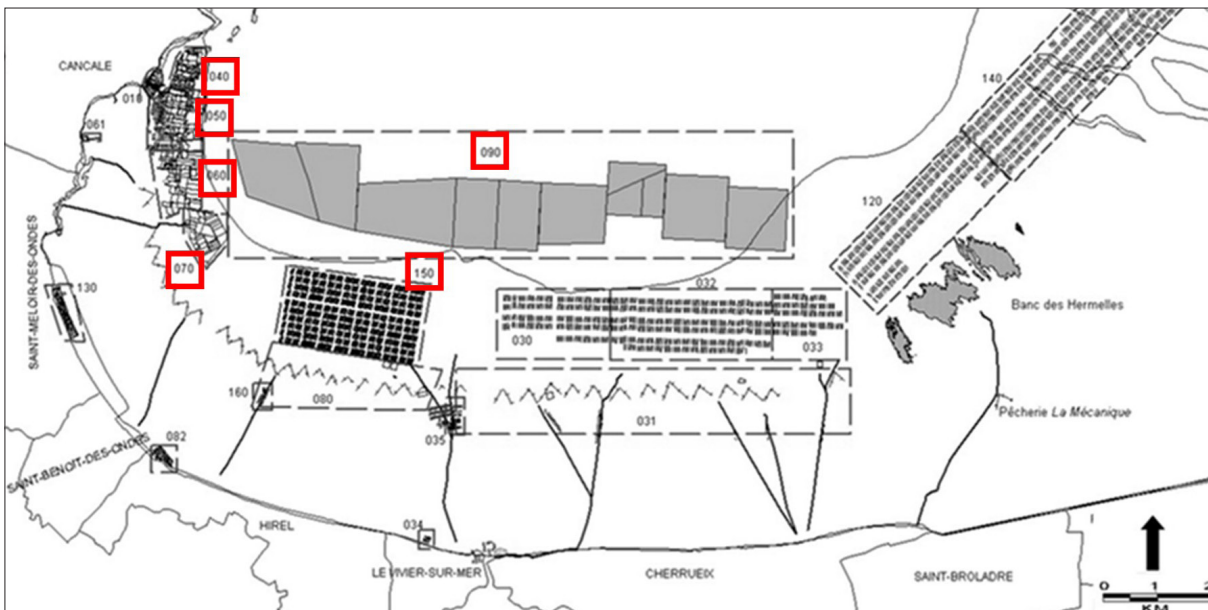 CANCALE
040
140
018
050
061
090
060
120
SAINT-MELOIR-DES-ONDES
070
150
130
032
Banc des Hermelles
030
033
160
080
031
Pêcherie La Mécanique
035
082
SAINT-BENOIT-DES-ONDES
HIREL
034
LE VIVIER-SUR-MER
CHERRUEIX
SAINT-BROLADRE
0 1 2
KM